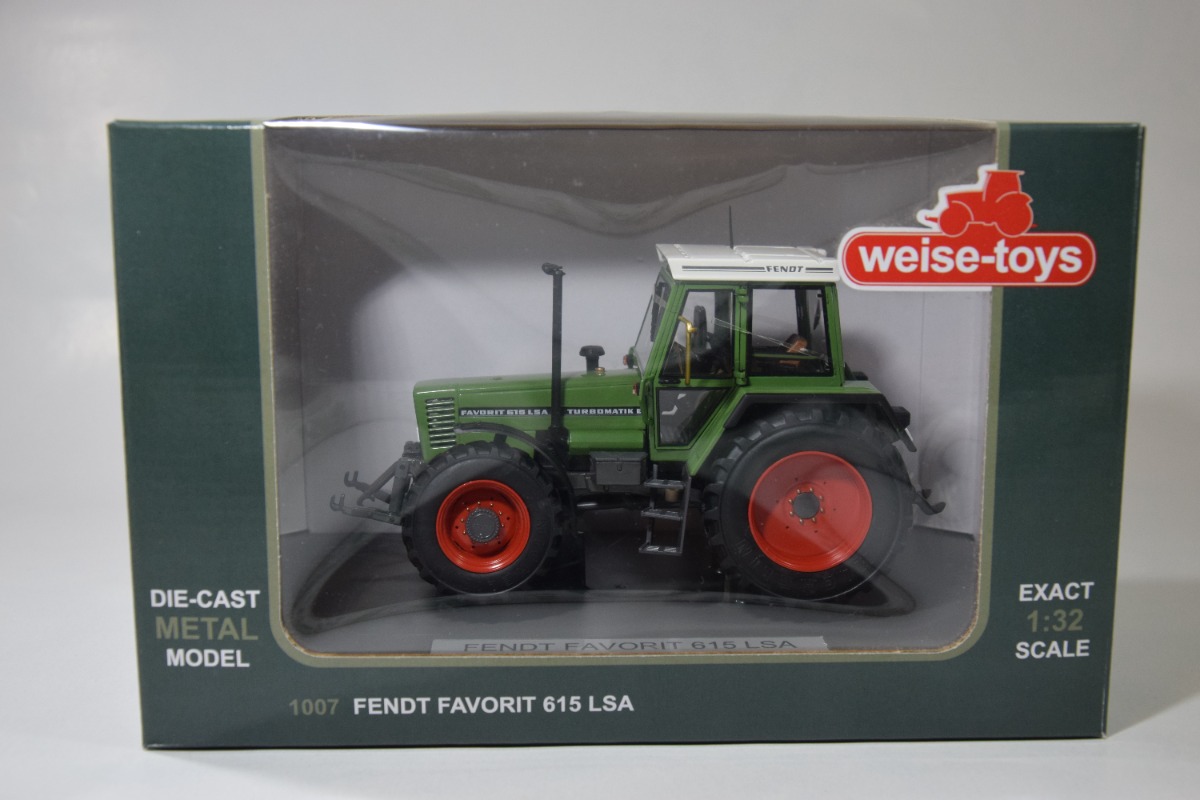 weise-toys
FENDT
FAVORIT 615 LSA TURBOMATIK E
DIE-CAST
METAL
MODEL
EXACT
1:32
SCALE
FENDT FAVORIT 615 LSA
1007 FENDT FAVORIT 615 LSA